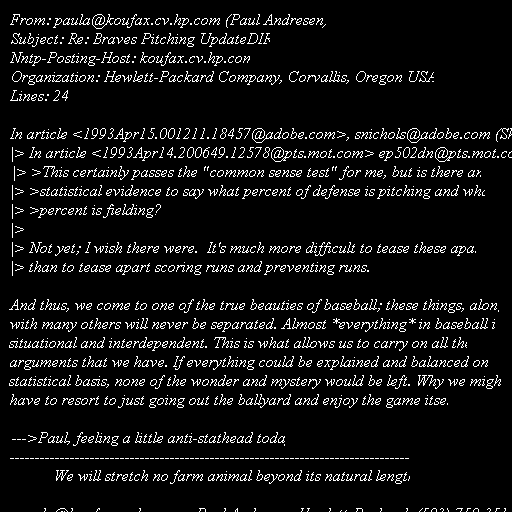 From: paula@koufax.cv.hp.com (Paul Andresen,
Subject: Re: Braves Pitching UpdateDIR
Nntp-Posting-Host: koufax.cv.hp.com
Organization: Hewlett-Packard Company, Corvallis, Oregon USA
Lines: 24

In article <1993Apr15.001211.18457@adobe.com>, snichols@adobe.com (Sh
|> In article <1993Apr14.200649.12578@pts.mot.com> ep502dn@pts.mot.co
|> >This certainly passes the "common sense test" for me, but is there an
|> >statistical evidence to say what percent of defense is pitching and wha
|> >percent is fielding?
|>
|> Not yet; I wish there were.  It's much more difficult to tease these apa
|> than to tease apart scoring runs and preventing runs.

And thus, we come to one of the true beauties of baseball; these things, along
with many others will never be separated. Almost *everything* in baseball i
situational and interdependent. This is what allows us to carry on all the
arguments that we have. If everything could be explained and balanced on
statistical basis, none of the wonder and mystery would be left. Why we migh
have to resort to just going out the ballyard and enjoy the game itse

--->Paul, feeling a little anti-stathead today
--------------------------------------------------------------------------------
We will stretch no farm animal beyond its natural length